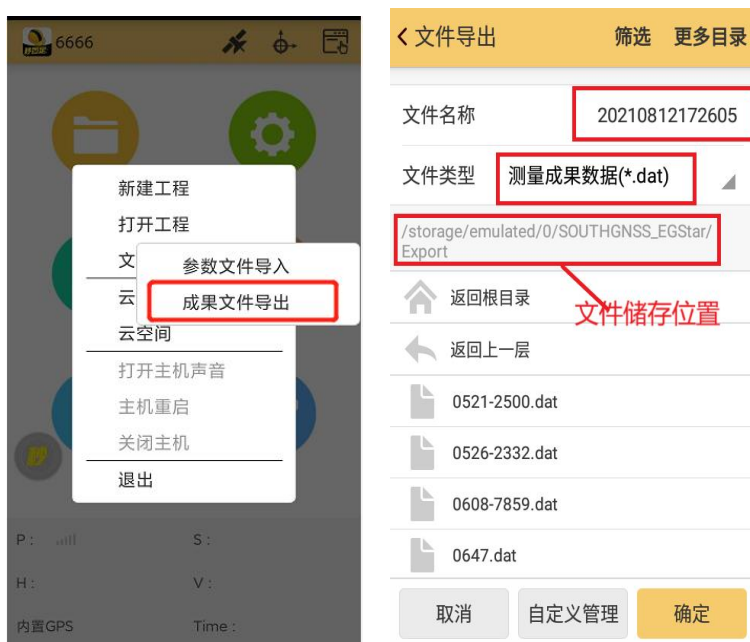 6666
新建工程
打开工程
文
参数文件导入
云
成果文件导出
云空间
打开主机声音
主机重启
关闭主机
退出
P :
S :
H :
V :
内置GPS
Time :
文件导出
筛选
更多目录
文件名称
20210812172605
文件类型
测量成果数据(*.dat)
/storage/emulated/0/SOUTHGNSS_EGStar/
Export
返回根目录
文件储存位置
返回上一层
0521-2500.dat
0526-2332.dat
0608-7859.dat
0647.dat
取消
自定义管理
确定